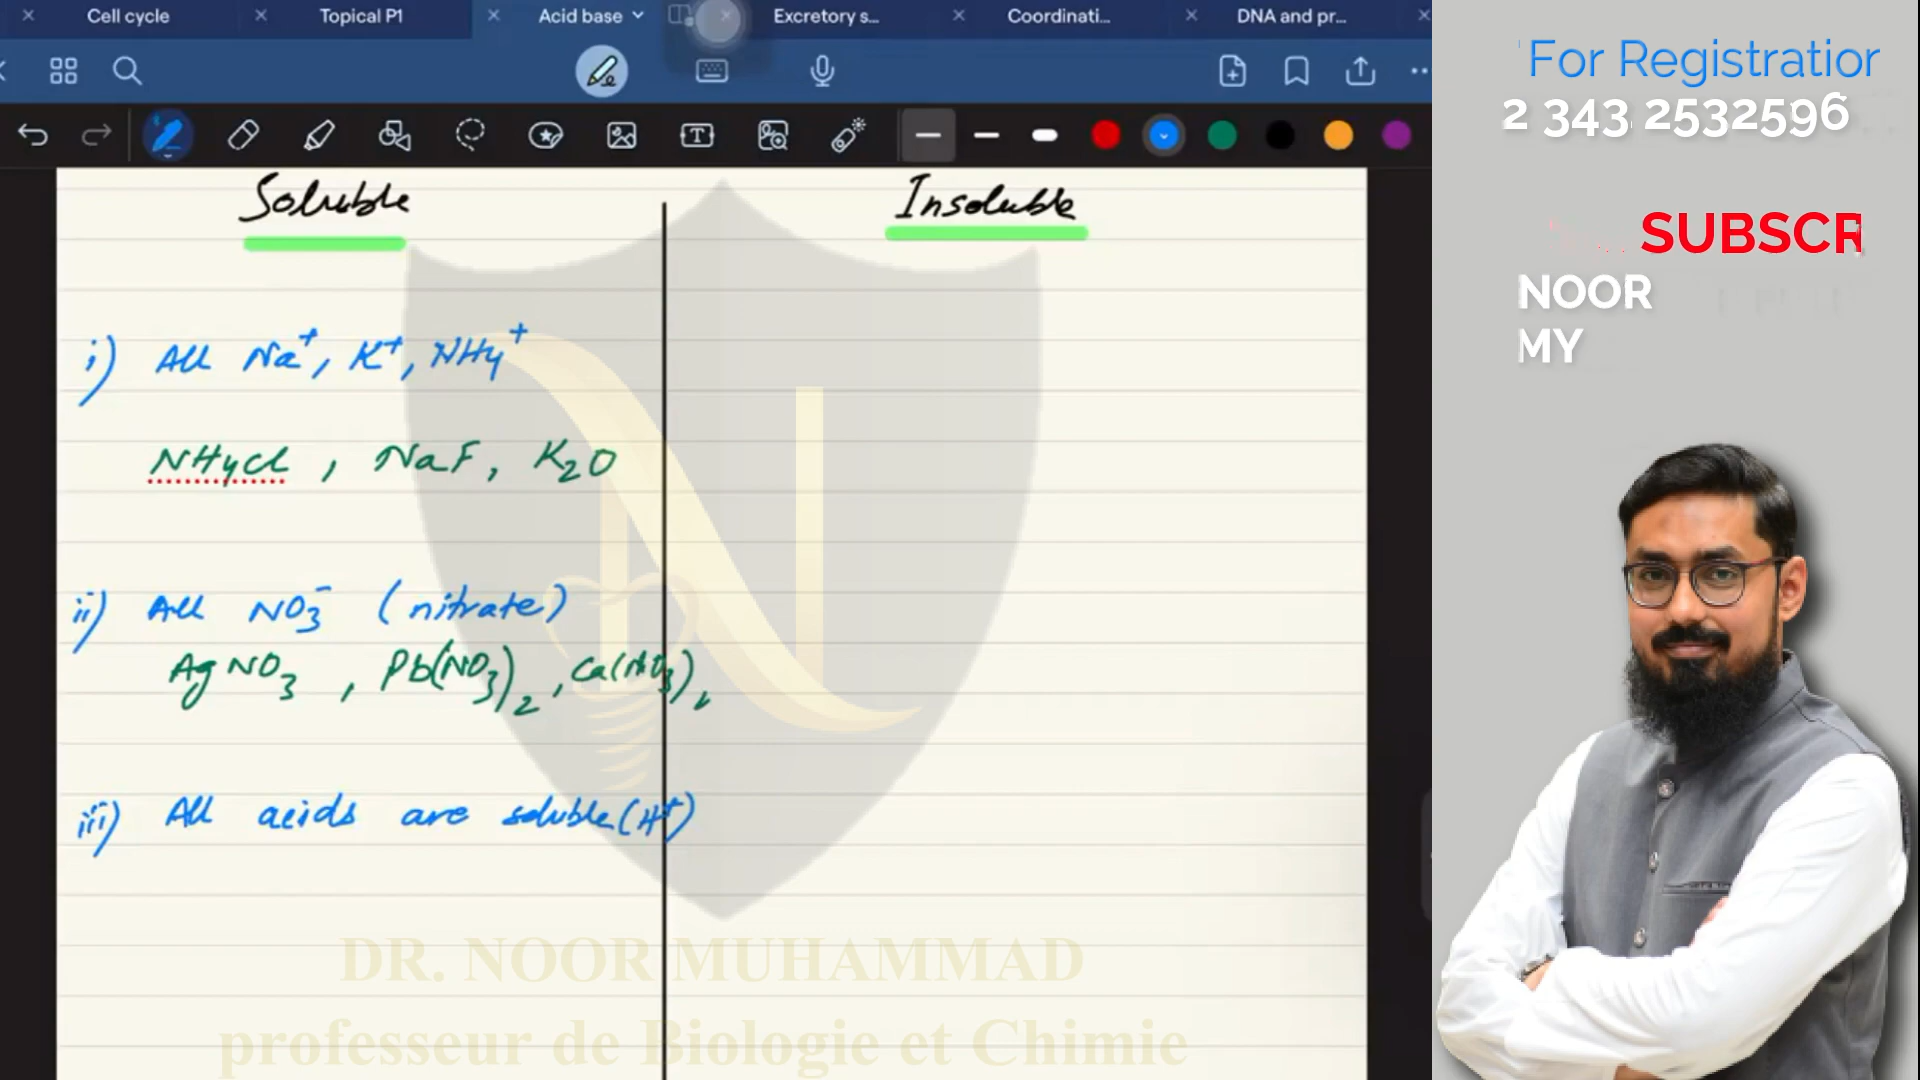 Cell cycle Topical P1 Acid base Excretory s... Coordinati... DNA and pr...
For Registration
2 343 2532596
SUBSCR
NOOR
MY
Soluble Insoluble
i) All Na⁺, K⁺, NH4⁺
NH4Cl , NaF, K2O
ii) All NO3⁻ (nitrate)
AgNO3 , Pb(NO3)2 , Ca(NO3)2
iii) All acids are soluble (H⁺)
DR. NOOR MUHAMMAD
professeur de Biologie et Chimie